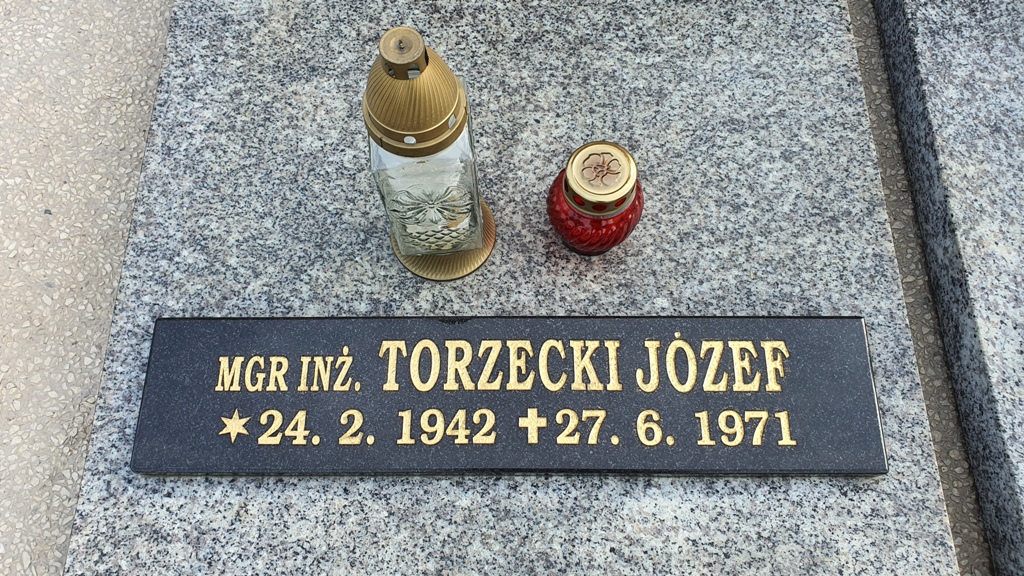 MGR INŻ. TORZECKI JÓZEF
*24. 2. 1942 ✝27. 6. 1971